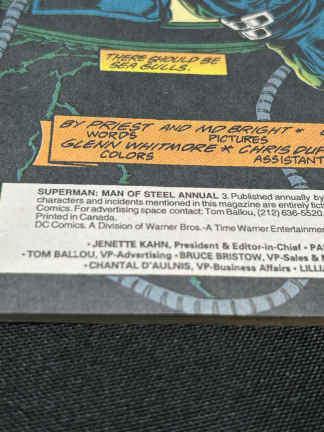 THERE SHOULD BE
SEA GULLS.
BY PRIEST AND MD BRIGHT *
WORDS PICTURES
GLENN WHITMORE * CHRIS DUF
COLORS ASSISTANT
SUPERMAN: MAN OF STEEL ANNUAL 3. Published annually by
characters and incidents mentioned in this magazine are entirely fict
Comics. For advertising space contact: Tom Ballou, (212) 636-5520.
Printed in Canada.
DC Comics. A Division of Warner Bros.-A Time Warner Entertainmen
• JENETTE KAHN, President & Editor-in-Chief • PA
• TOM BALLOU, VP-Advertising • BRUCE BRISTOW, VP-Sales & M
• CHANTAL D'AULNIS, VP-Business Affairs • LILLI